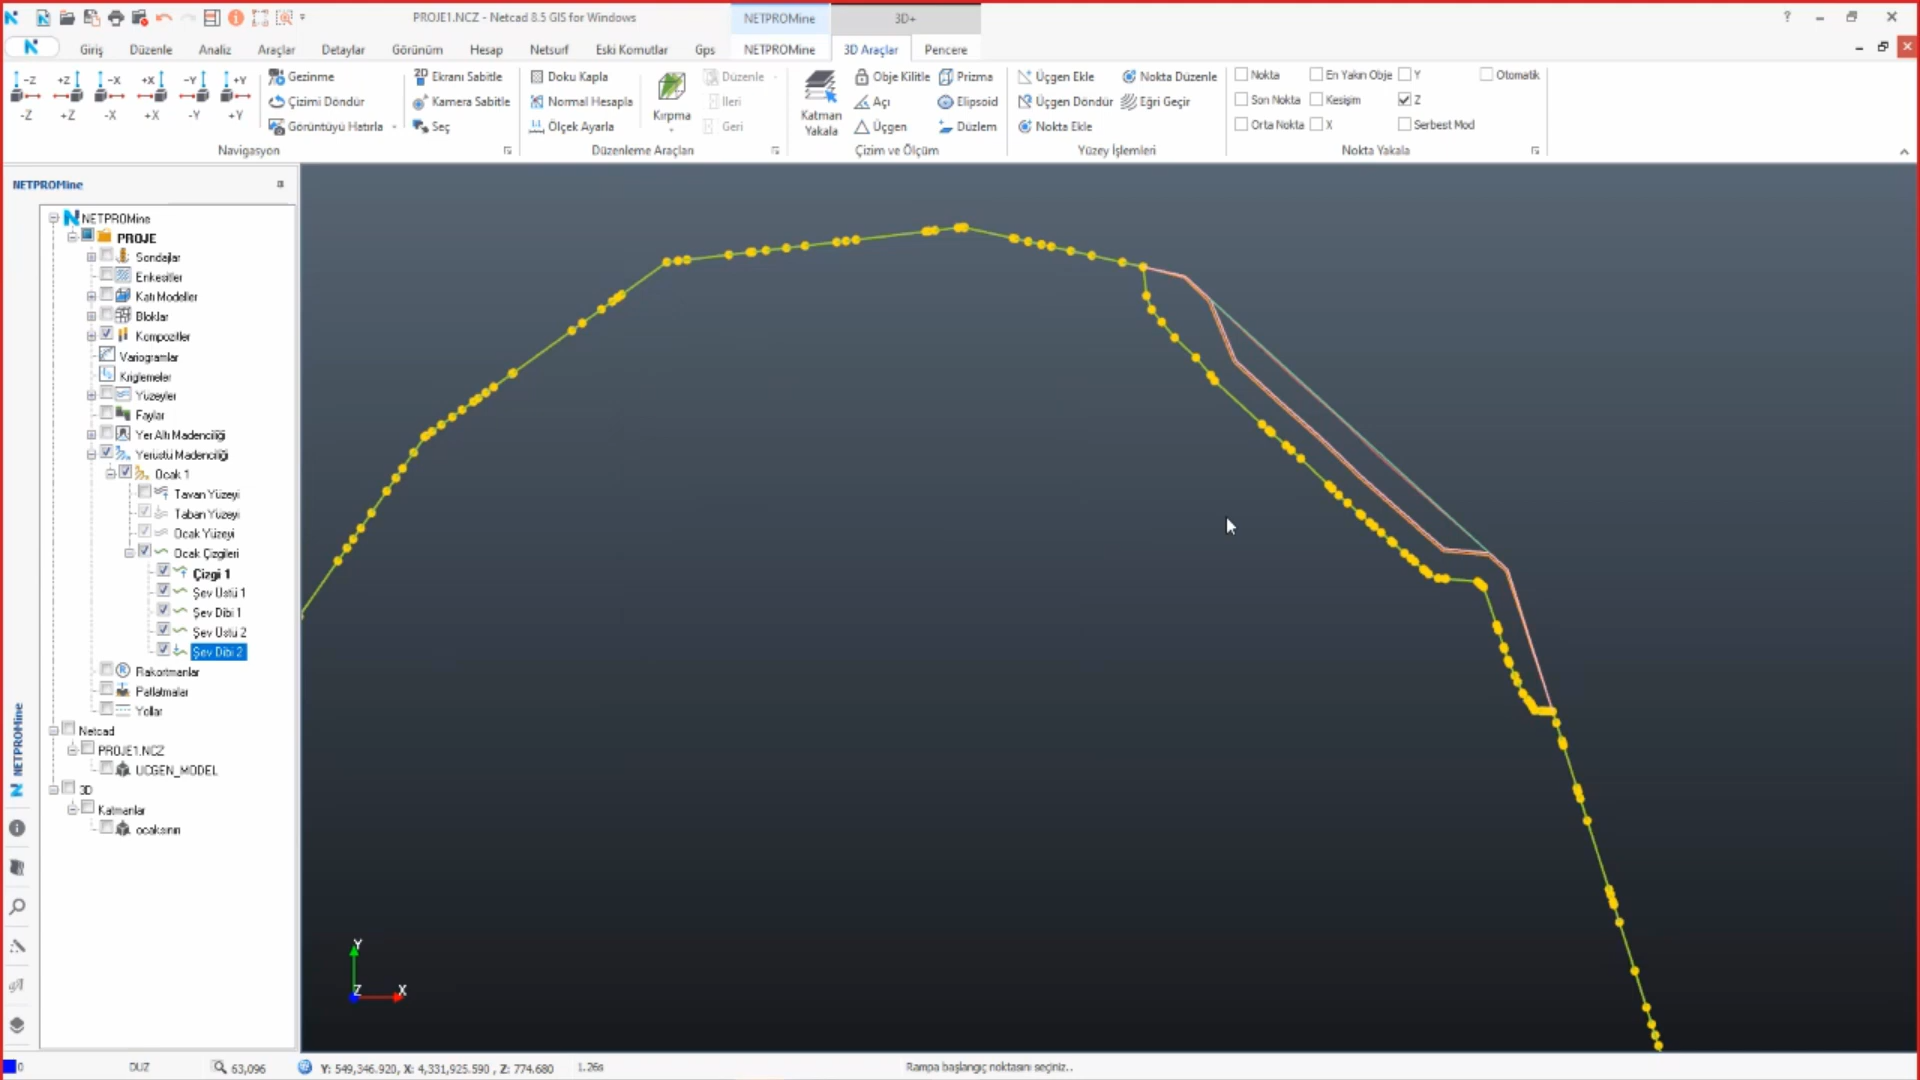 PROJE1.NCZ - Netcad 8.5 GIS for Windows
NETPROMine
3D+
Giriş Düzenle Analiz Araçlar Detaylar Görünüm Hesap Netsurf Eski Komutlar Gps NETPROMine 3D Araçlar Pencere
-Z +Z -X +X -Y +Y
-Z +Z -X +X -Y +Y
Gezinme
Çizimi Döndür
Görüntüyü Hatırla
2D Ekranı Sabitle
Kamera Sabitle
Seç
Navigasyon
Doku Kapla
Normal Hesapla
Ölçek Ayarla
Kırpma
Düzenle
İleri
Geri
Düzenleme Araçları
Katman Yakala
Obje Kilitle
Açı
Üçgen
Prizma
Elipsoid
Düzlem
Çizim ve Ölçüm
Üçgen Ekle
Üçgen Döndür
Nokta Ekle
Nokta Düzenle
Eğri Geçir
Yüzey İşlemleri
Nokta
Son Nokta
Orta Nokta
En Yakın Obje
Kesişim
X
Y
Z
Serbest Mod
Otomatik
Nokta Yakala
NETPROMine
NETPROMine
PROJE
Sondajlar
Enkesitler
Katı Modeller
Bloklar
Kompozitler
Variogramlar
Kriglemeler
Yüzeyler
Faylar
Yer Altı Madenciliği
Yerüstü Madenciliği
Ocak 1
Tavan Yüzeyi
Taban Yüzeyi
Ocak Yüzeyi
Ocak Çizgileri
Çizgi 1
Şev Üstü 1
Şev Dibi 1
Şev Üstü 2
Şev Dibi 2
Rakortmanlar
Patlatmalar
Yollar
Netcad
PROJE1.NCZ
UCGEN_MODEL
3D
Katmanlar
ocaksınırı
NETPROMine
Y
Z
X
0
DUZ
63,096
Y: 549,346.920, X: 4,331,925.590 , Z: 774.680
1.26s
Rampa başlangıç noktasını seçiniz..